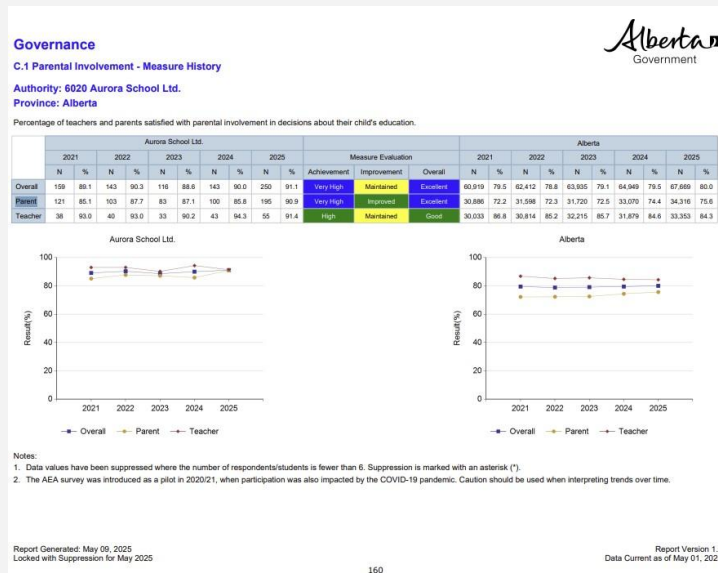 Governance
C.1 Parental Involvement - Measure History
Authority: 6020 Aurora School Ltd.
Province: Alberta
Alberta
Government
Percentage of teachers and parents satisfied with parental involvement in decisions about their child's education.
Aurora School Ltd. Alberta
2021 2022 2023 2024 2025 Measure Evaluation 2021 2022 2023 2024 2025
N % N % N % N % N % Achievement Improvement Overall N % N % N % N % N %
Overall 159 89.1 143 90.3 116 88.6 143 90.0 250 91.1 Very High Maintained Excellent 60,919 79.5 62,412 78.8 63,935 79.1 64,949 79.5 67,669 80.0
Parent 121 85.1 103 87.7 83 87.1 100 85.8 195 90.9 Very High Improved Excellent 30,886 72.2 31,598 72.3 31,720 72.5 33,070 74.4 34,316 75.6
Teacher 38 93.0 40 93.0 33 90.2 43 94.3 55 91.4 High Maintained Good 30,033 86.8 30,814 85.2 32,215 85.7 31,879 84.6 33,353 84.3
Aurora School Ltd.
100
80
60
40
20
0
Result(%)
2021 2022 2023 2024 2025
Overall Parent Teacher
Alberta
100
80
60
40
20
0
Result(%)
2021 2022 2023 2024 2025
Overall Parent Teacher
Notes:
1. Data values have been suppressed where the number of respondents/students is fewer than 6. Suppression is marked with an asterisk (*).
2. The AEA survey was introduced as a pilot in 2020/21, when participation was also impacted by the COVID-19 pandemic. Caution should be used when interpreting trends over time.
Report Generated: May 09, 2025
Locked with Suppression for May 2025
Report Version 1.
Data Current as of May 01, 202
160